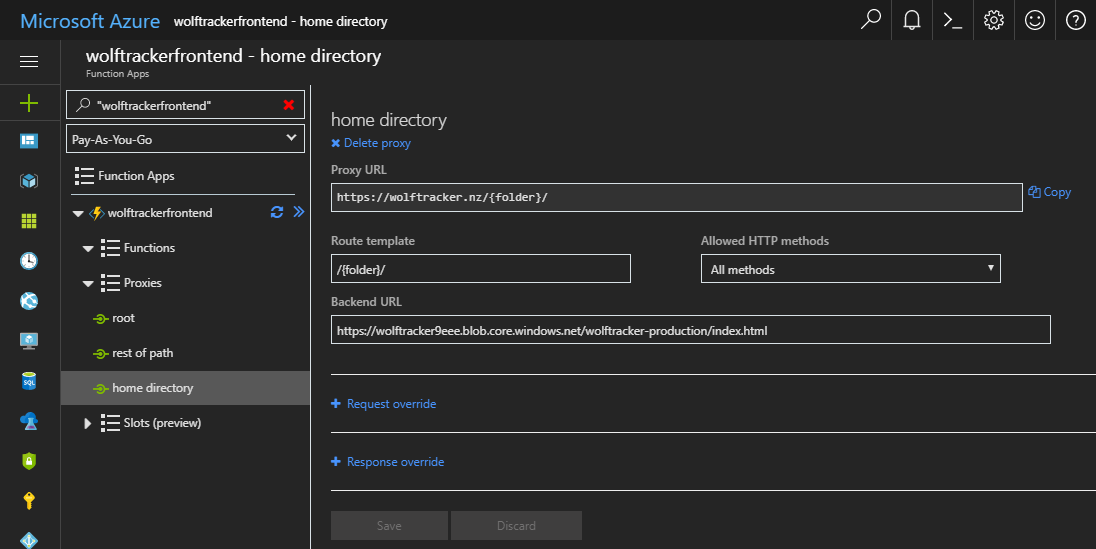 Microsoft Azure wolftrackerfrontend - home directory
wolftrackerfrontend - home directory
Function Apps
"wolftrackerfrontend"
Pay-As-You-Go
Function Apps
wolftrackerfrontend
Functions
Proxies
root
rest of path
home directory
Slots (preview)
home directory
Delete proxy
Proxy URL
https://wolftracker.nz/{folder}/
Copy
Route template
Allowed HTTP methods
/{folder}/
All methods
Backend URL
https://wolftracker9eee.blob.core.windows.net/wolftracker-production/index.html
Request override
Response override
Save
Discard
SQL